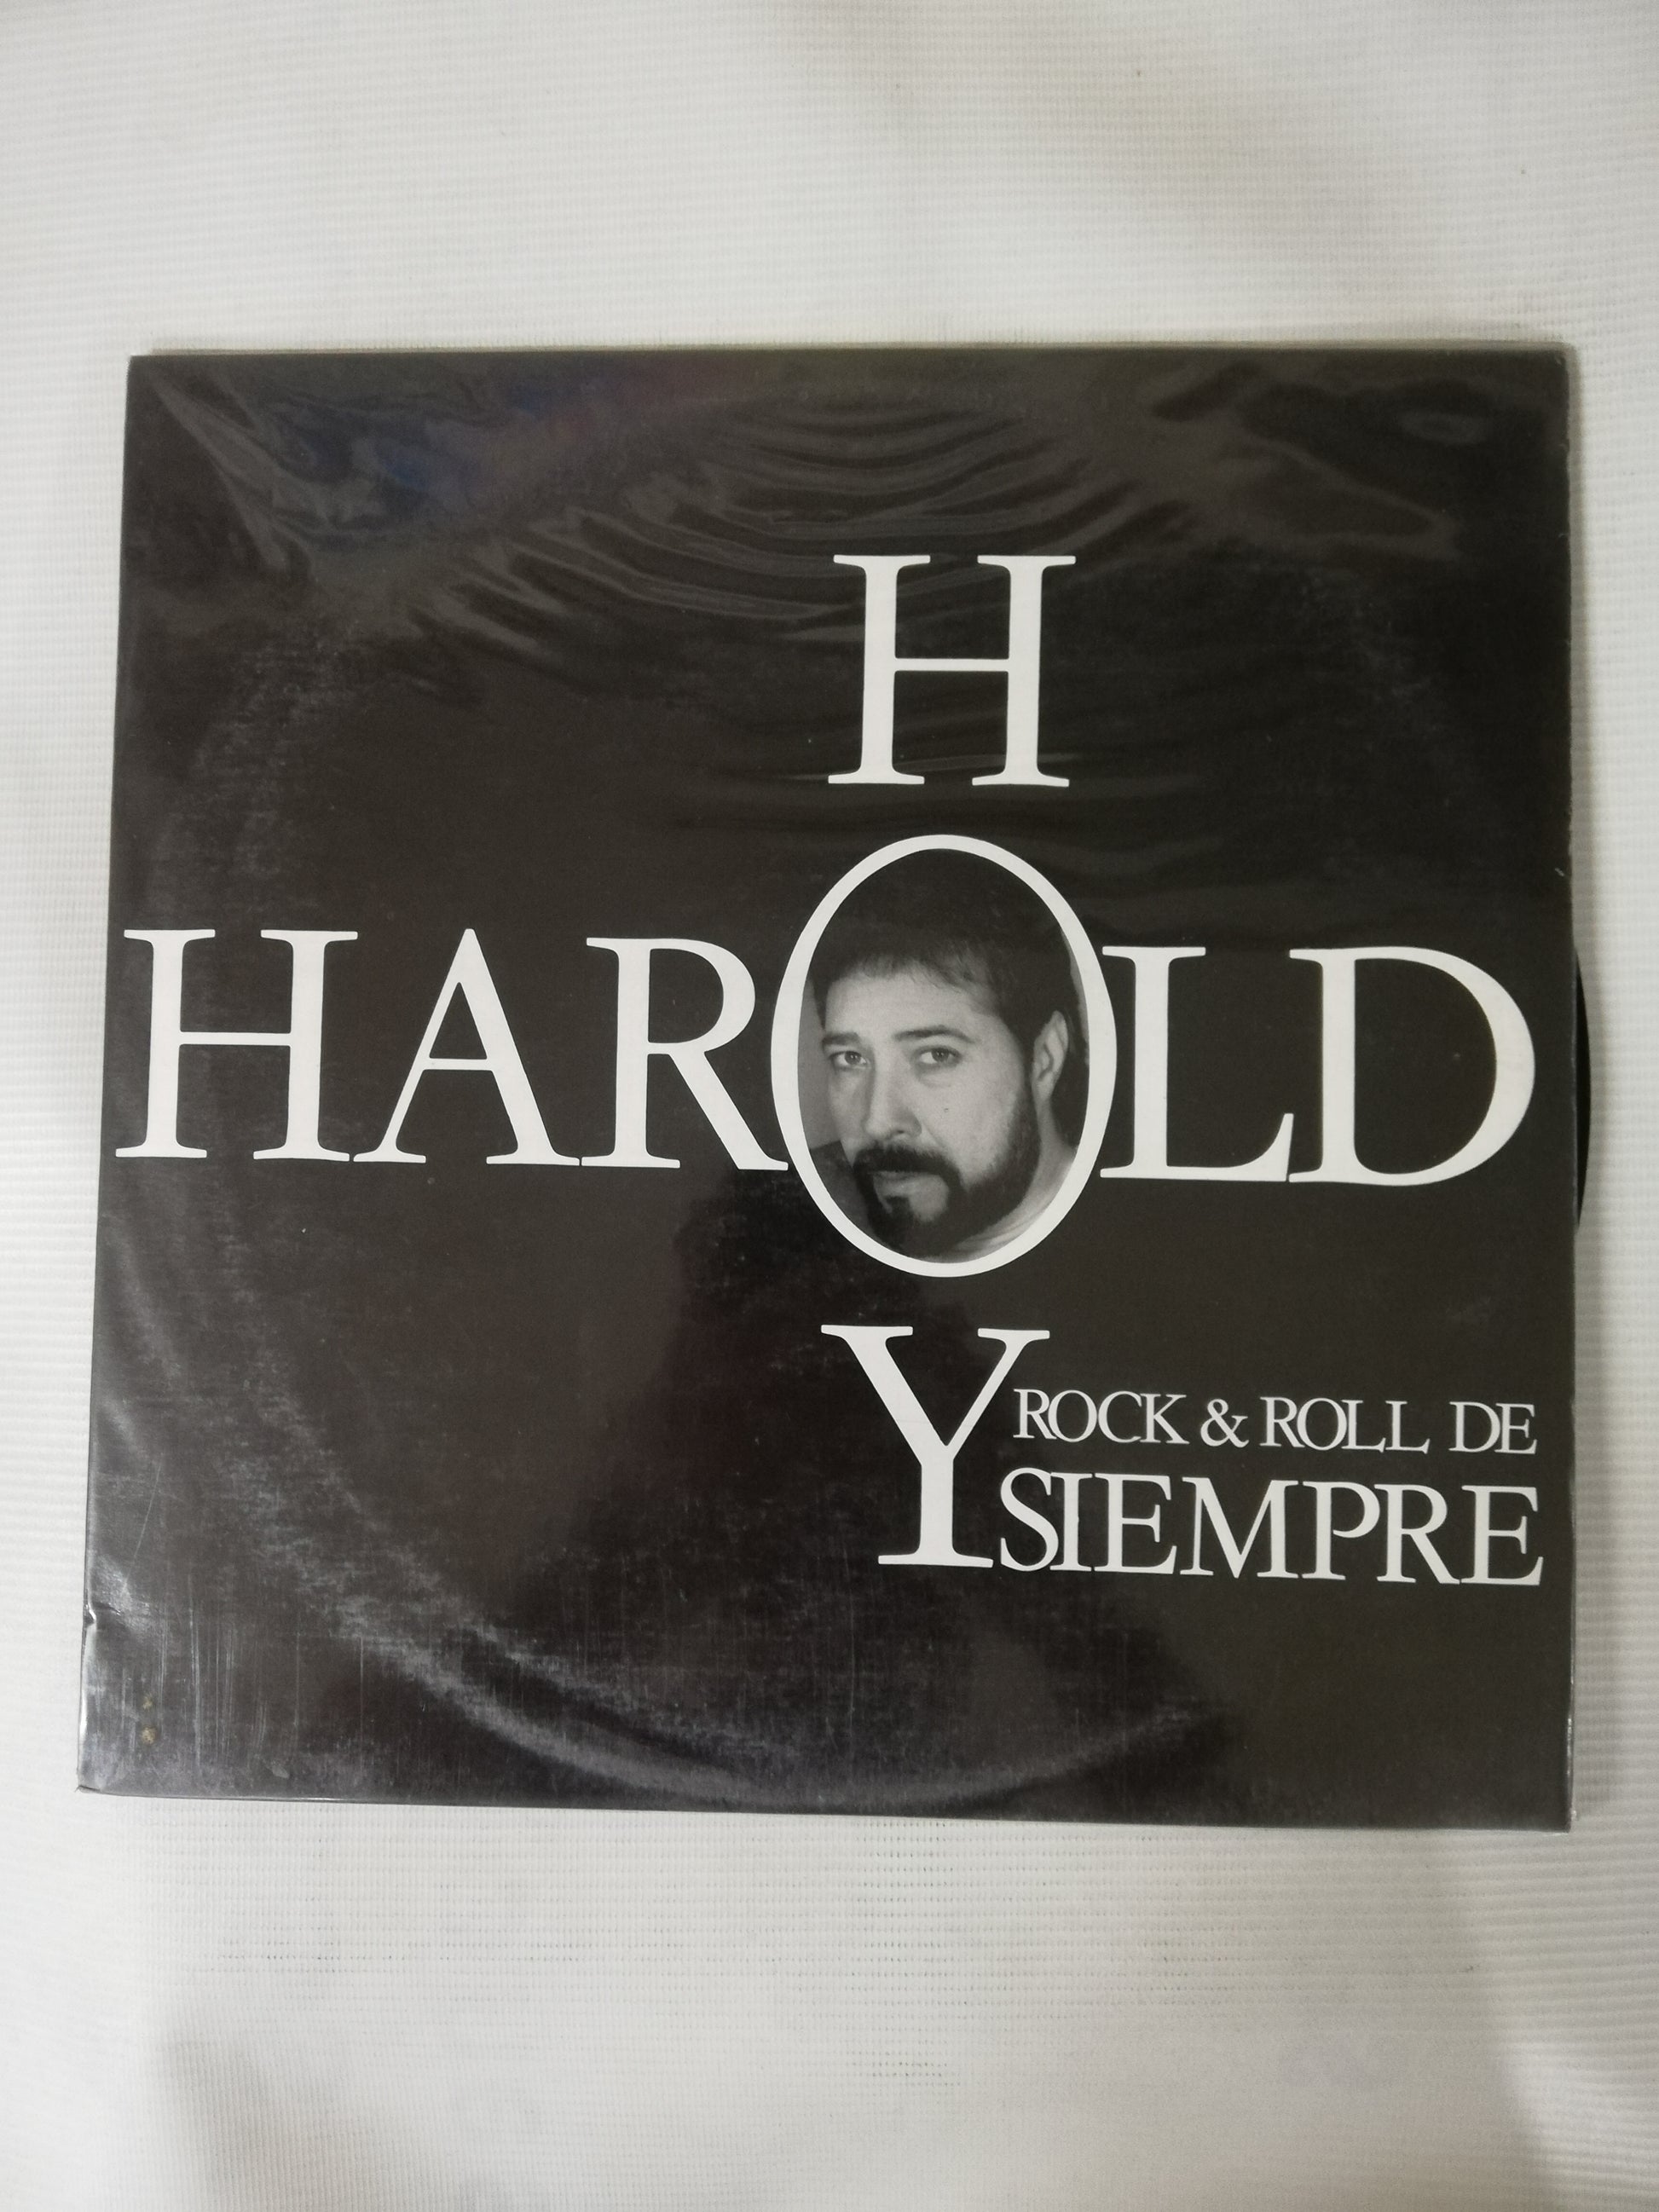 H
HAROLD
Y
ROCK & ROLL DE
SIEMPRE